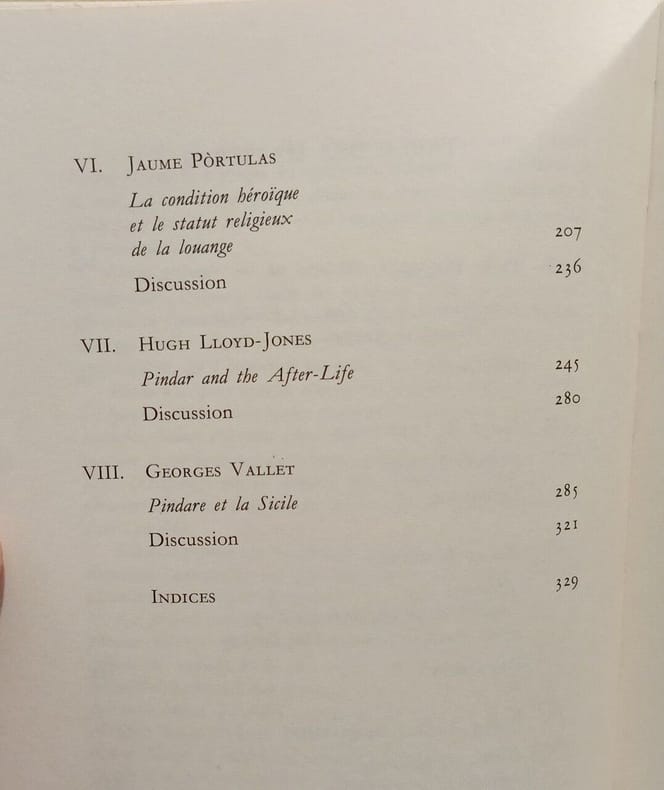 VI. Jaume Pòrtulas
La condition héroïque
et le statut religieux
de la louange 207
Discussion 236
VII. Hugh Lloyd-Jones
Pindar and the After-Life 245
Discussion 280
VIII. Georges Vallet
Pindare et la Sicile 285
Discussion 321
Indices 329